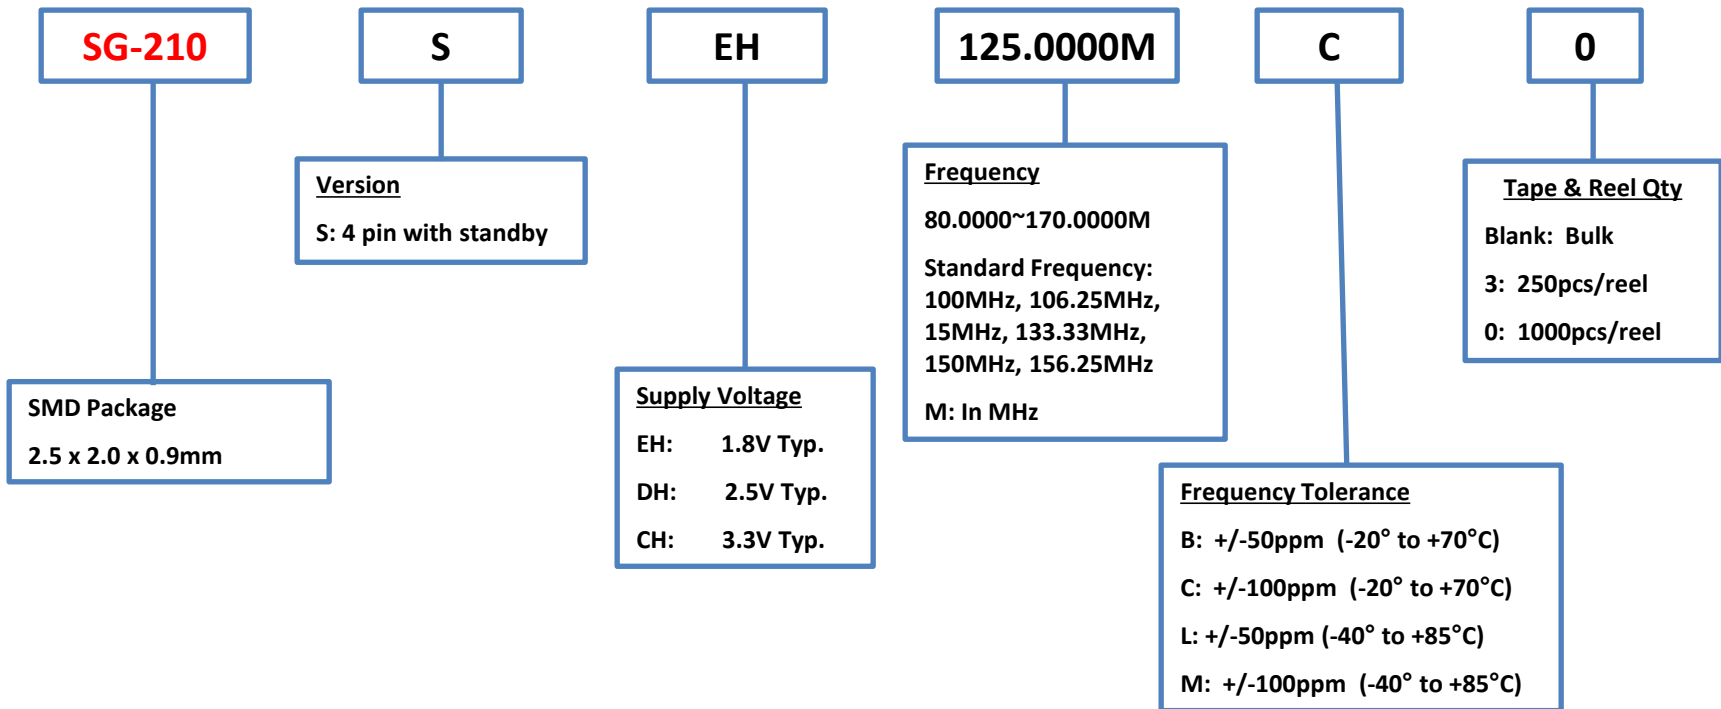 SG-210
S
EH
125.0000M
C
0
Version
S: 4 pin with standby
Frequency
80.0000~170.0000M
Standard Frequency:
100MHz, 106.25MHz,
15MHz, 133.33MHz,
150MHz, 156.25MHz
M: In MHz
Tape & Reel Qty
Blank: Bulk
3: 250pcs/reel
0: 1000pcs/reel
SMD Package
2.5 x 2.0 x 0.9mm
Supply Voltage
EH: 1.8V Typ.
DH: 2.5V Typ.
CH: 3.3V Typ.
Frequency Tolerance
B: +/-50ppm (-20° to +70°C)
C: +/-100ppm (-20° to +70°C)
L: +/-50ppm (-40° to +85°C)
M: +/-100ppm (-40° to +85°C)